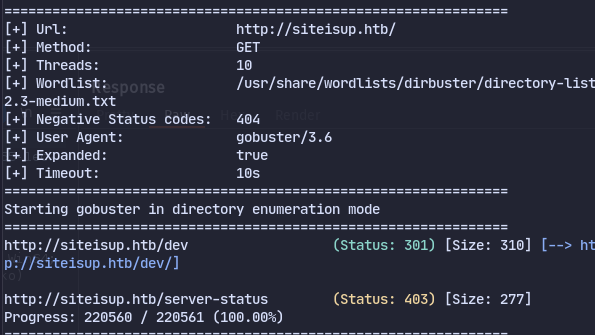 ===============================================================
[+] Url:                     http://siteisup.htb/
[+] Method:                  GET
[+] Threads:                 10
[+] Wordlist:                /usr/share/wordlists/dirbuster/directory-list
2.3-medium.txt
[+] Negative Status Codes:   404
[+] User Agent:              gobuster/3.6
[+] Expanded:                true
[+] Timeout:                 10s
===============================================================
Starting gobuster in directory enumeration mode
===============================================================
http://siteisup.htb/dev                  (Status: 301) [Size: 310] [--> ht
p://siteisup.htb/dev/]
http://siteisup.htb/server-status        (Status: 403) [Size: 277]
Progress: 220560 / 220561 (100.00%)
===============================================================
Response
Render